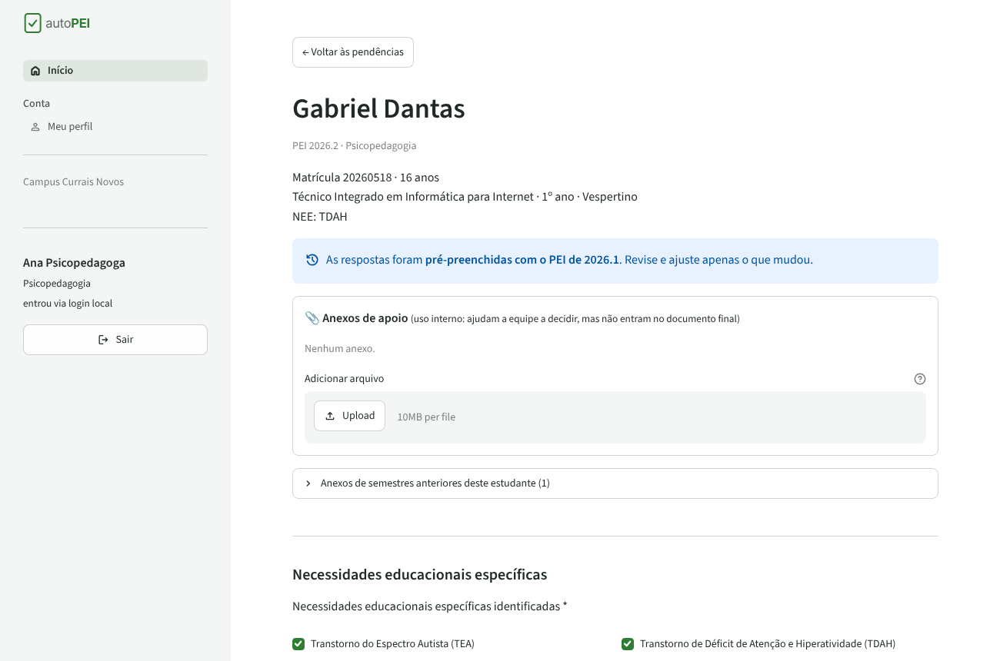 autoPEI
Início
Conta
Meu perfil
Campus Currais Novos
Ana Psicopedagoga
Psicopedagogia
entrou via login local
Sair
← Voltar às pendências
Gabriel Dantas
PEI 2026.2 · Psicopedagogia
Matrícula 20260518 · 16 anos
Técnico Integrado em Informática para Internet · 1º ano · Vespertino
NEE: TDAH
As respostas foram pré-preenchidas com o PEI de 2026.1. Revise e ajuste apenas o que mudou.
📎 Anexos de apoio (uso interno: ajudam a equipe a decidir, mas não entram no documento final)
Nenhum anexo.
Adicionar arquivo
Upload 10MB per file
Anexos de semestres anteriores deste estudante (1)
Necessidades educacionais específicas
Necessidades educacionais específicas identificadas *
Transtorno do Espectro Autista (TEA) Transtorno de Déficit de Atenção e Hiperatividade (TDAH)